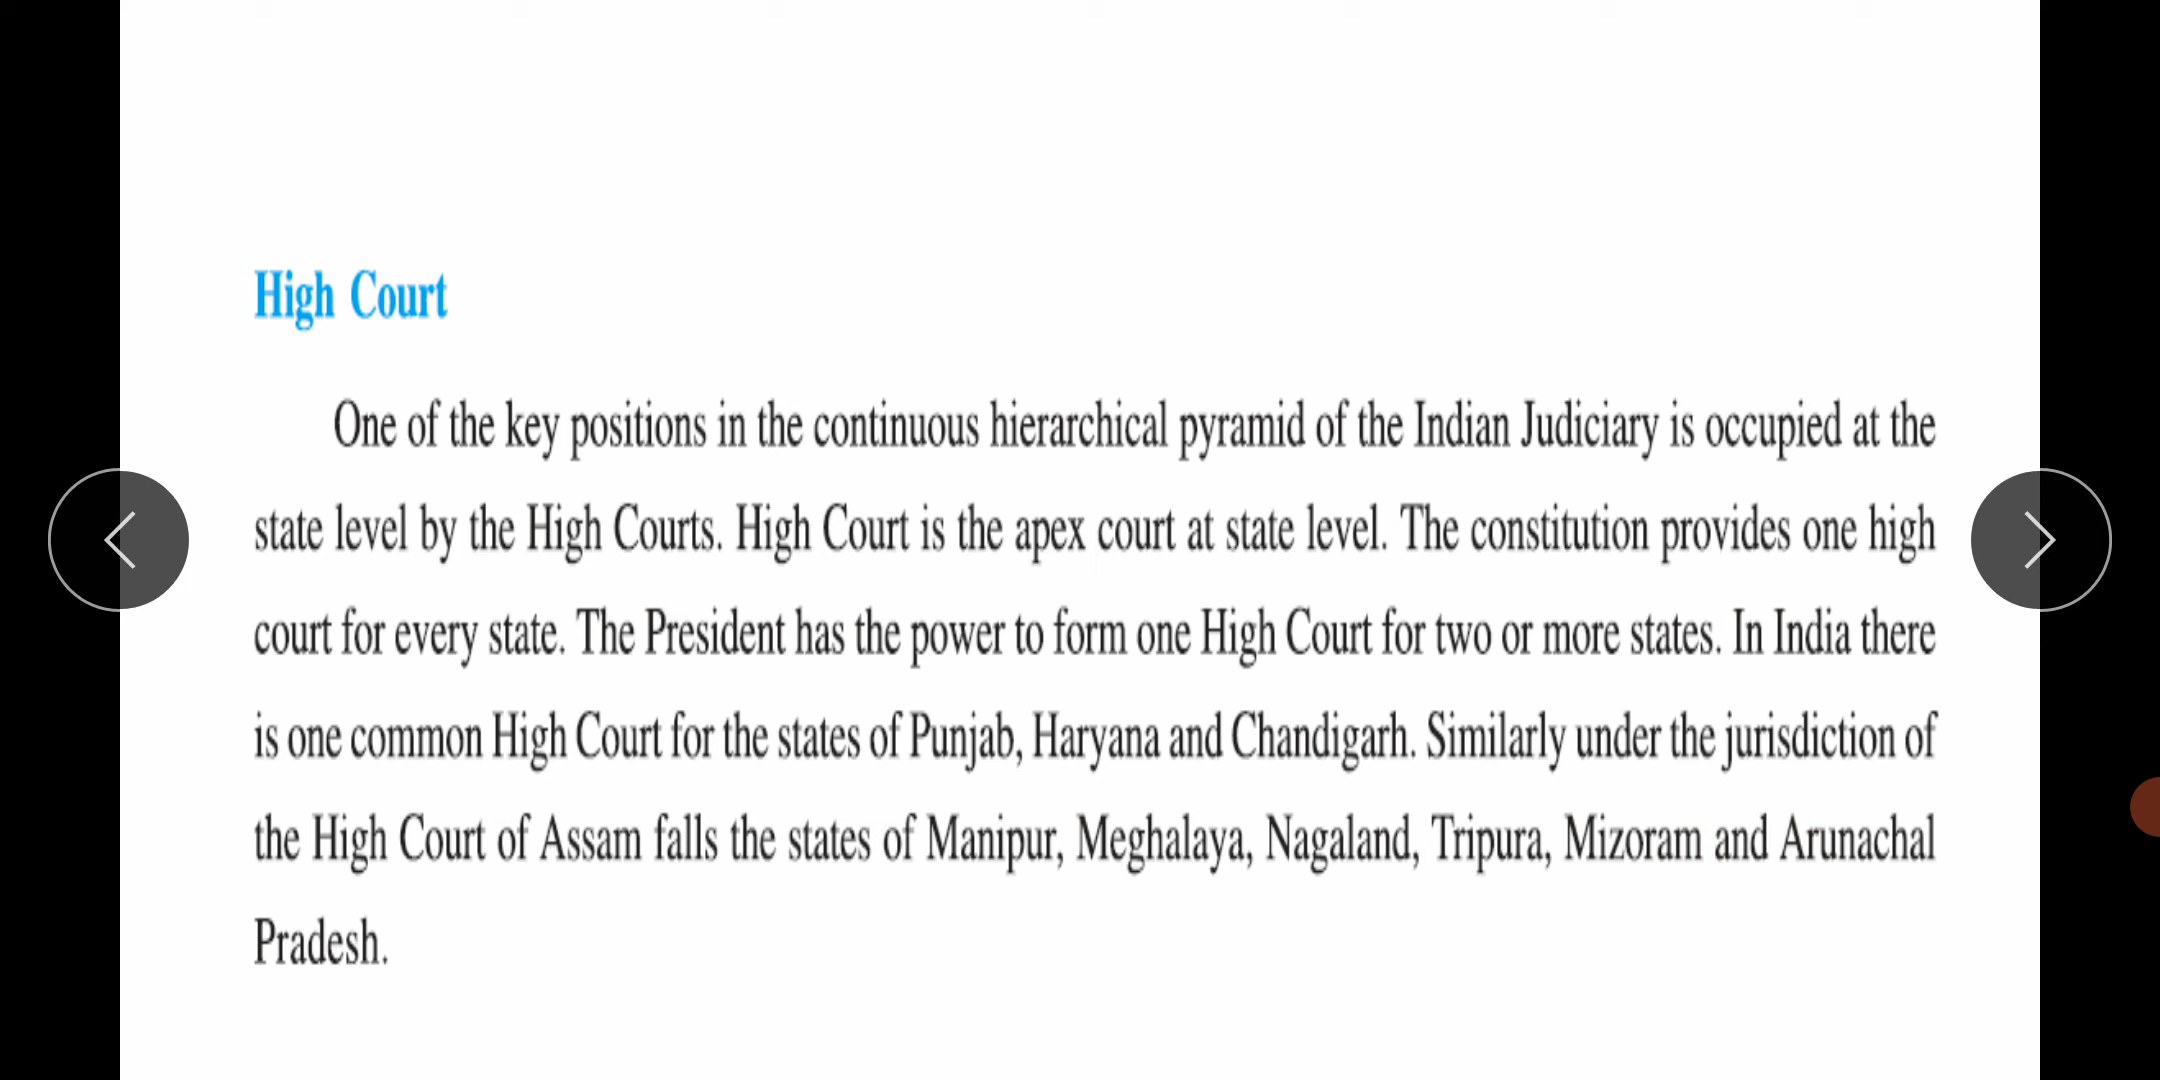 High Court
One of the key positions in the continuous hierarchical pyramid of the Indian Judiciary is occupied at the
state level by the High Courts. High Court is the apex court at state level. The constitution provides one high
court for every state. The President has the power to form one High Court for two or more states. In India there
is one common High Court for the states of Punjab, Haryana and Chandigarh. Similarly under the jurisdiction of
the High Court of Assam falls the states of Manipur, Meghalaya, Nagaland, Tripura, Mizoram and Arunachal
Pradesh.